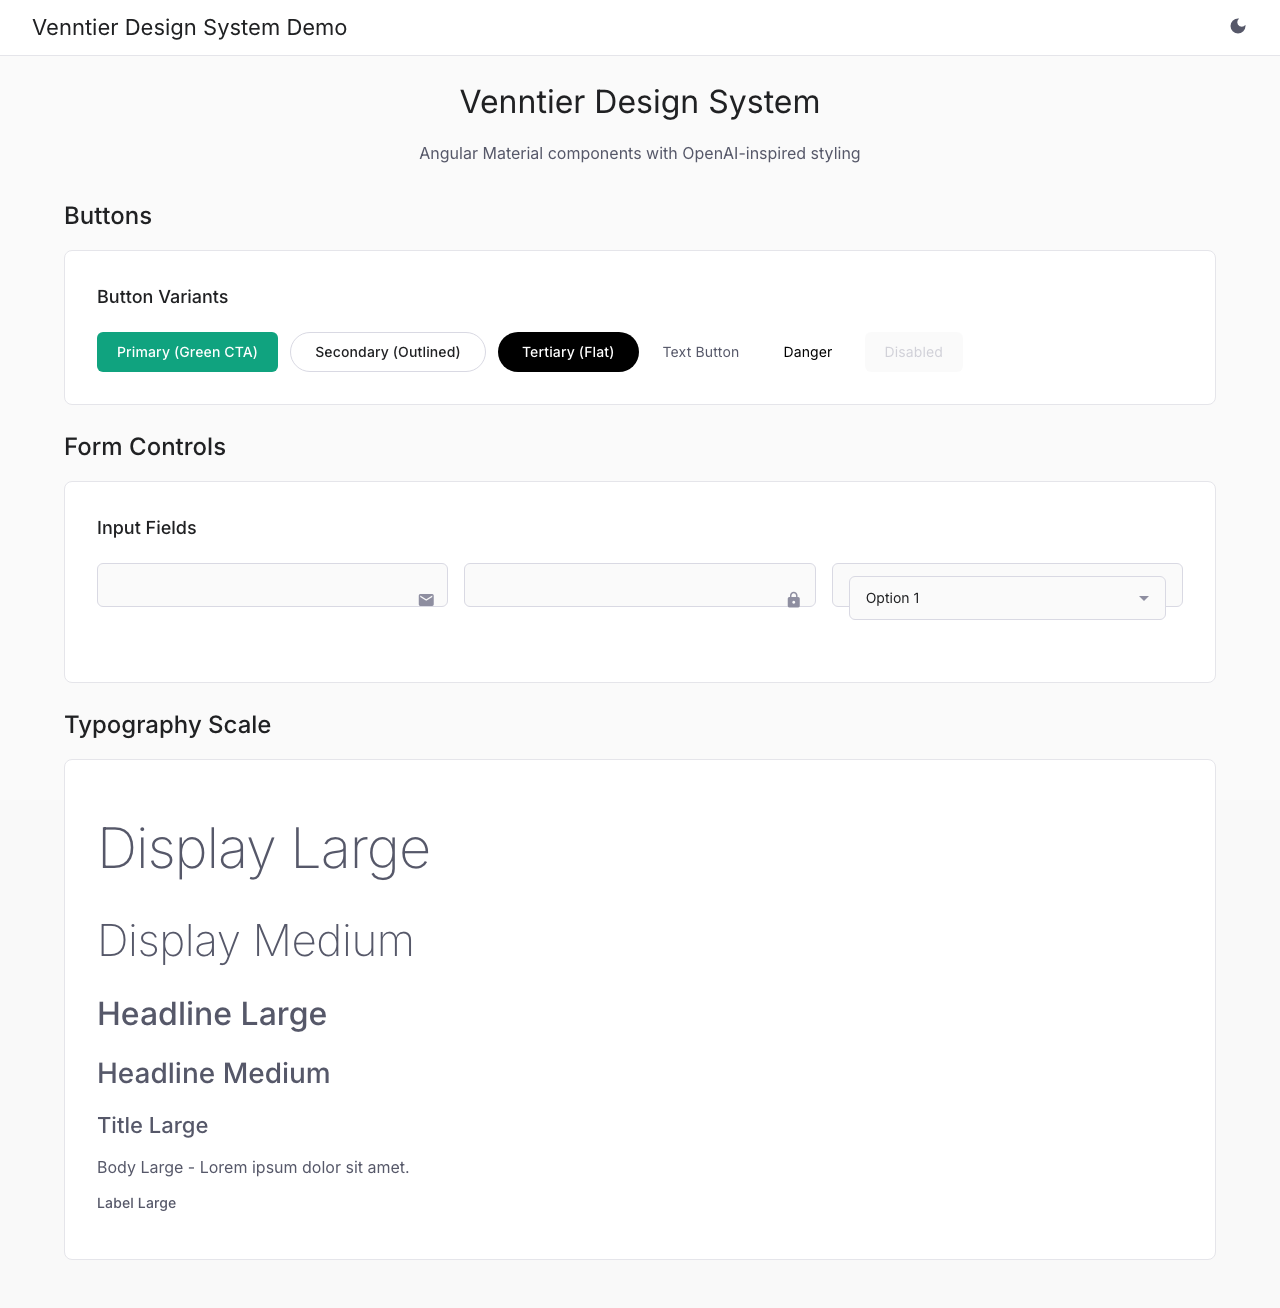 Venntier Design System Demo
Venntier Design System
Angular Material components with OpenAI-inspired styling
Buttons
Button Variants
Primary (Green CTA)
Secondary (Outlined)
Tertiary (Flat)
Text Button
Danger
Disabled
Form Controls
Input Fields
Option 1
Typography Scale
Display Large
Display Medium
Headline Large
Headline Medium
Title Large
Body Large - Lorem ipsum dolor sit amet.
Label Large